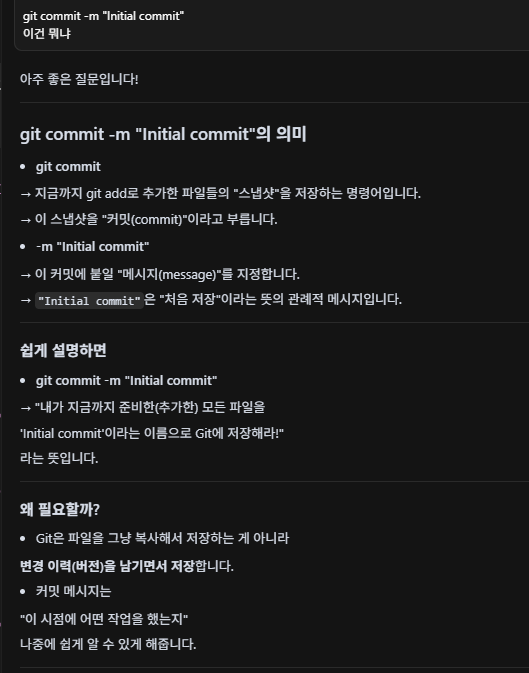 git commit -m "Initial commit"
이건 뭐냐
아주 좋은 질문입니다!
git commit -m "Initial commit"의 의미
• git commit
→ 지금까지 git add로 추가한 파일들의 "스냅샷"을 저장하는 명령어입니다.
→ 이 스냅샷을 "커밋(commit)"이라고 부릅니다.
• -m "Initial commit"
→ 이 커밋에 붙일 "메시지(message)"를 지정합니다.
→ "Initial commit"은 "처음 저장"이라는 뜻의 관례적 메시지입니다.
쉽게 설명하면
• git commit -m "Initial commit"
→ "내가 지금까지 준비한(추가한) 모든 파일을
'Initial commit'이라는 이름으로 Git에 저장해라!"
라는 뜻입니다.
왜 필요할까?
• Git은 파일을 그냥 복사해서 저장하는 게 아니라
변경 이력(버전)을 남기면서 저장합니다.
• 커밋 메시지는
"이 시점에 어떤 작업을 했는지"
나중에 쉽게 알 수 있게 해줍니다.